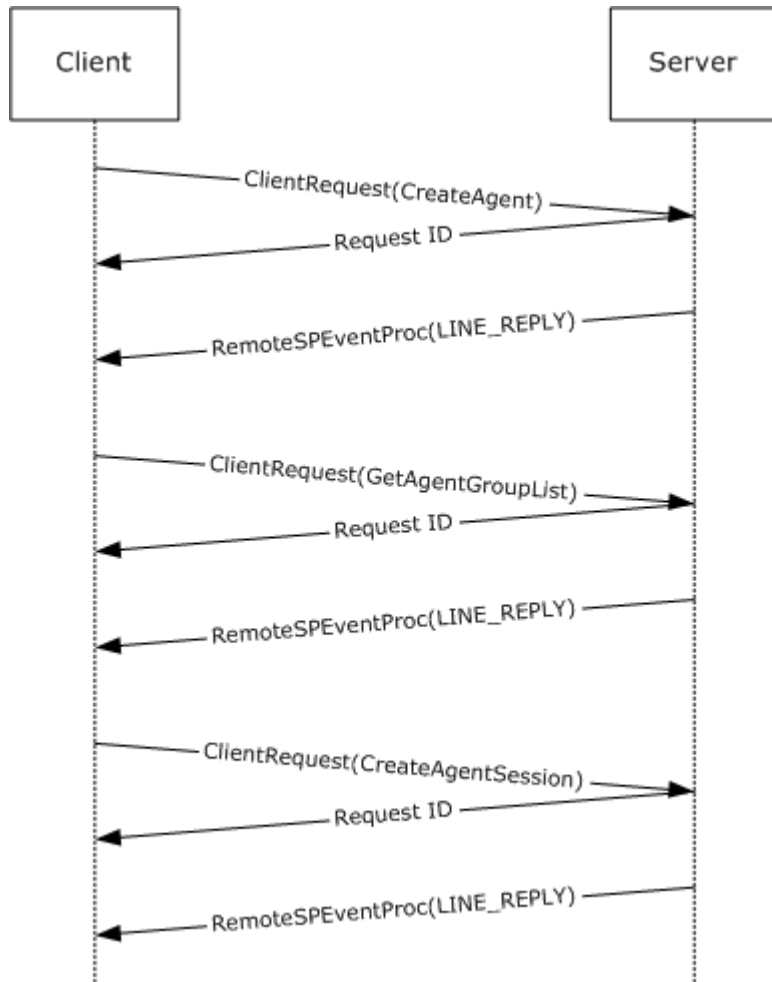 Client
Server
ClientRequest(CreateAgent)
Request ID
RemoteSPEventProc(LINE_REPLY)
ClientRequest(GetAgentGroupList)
Request ID
RemoteSPEventProc(LINE_REPLY)
ClientRequest(CreateAgentSession)
Request ID
RemoteSPEventProc(LINE_REPLY)